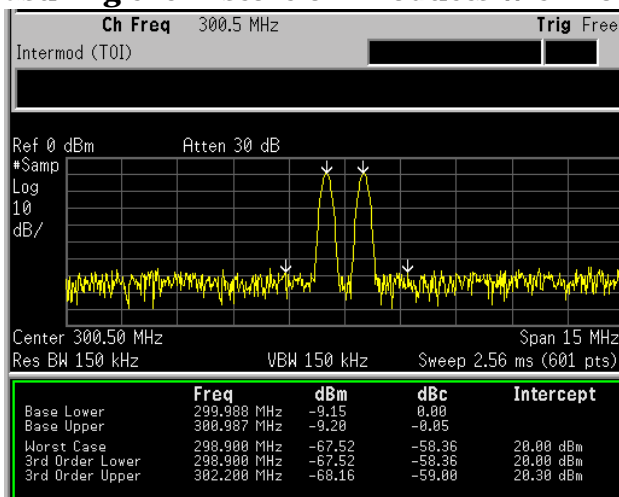 Ch Freq 300.5 MHz Trig Free
Intermod (TOI)
Ref 0 dBm Atten 30 dB
#Samp
Log
10
dB/
Center 300.50 MHz Span 15 MHz
Res BW 150 kHz VBW 150 kHz Sweep 2.56 ms (601 pts)
Freq dBm dBc Intercept
Base Lower 299.988 MHz -9.15 0.00
Base Upper 300.987 MHz -9.20 -0.05
Worst Case 298.900 MHz -67.52 -58.36 20.00 dBm
3rd Order Lower 298.900 MHz -67.52 -58.36 20.00 dBm
3rd Order Upper 302.200 MHz -68.16 -59.00 20.30 dBm